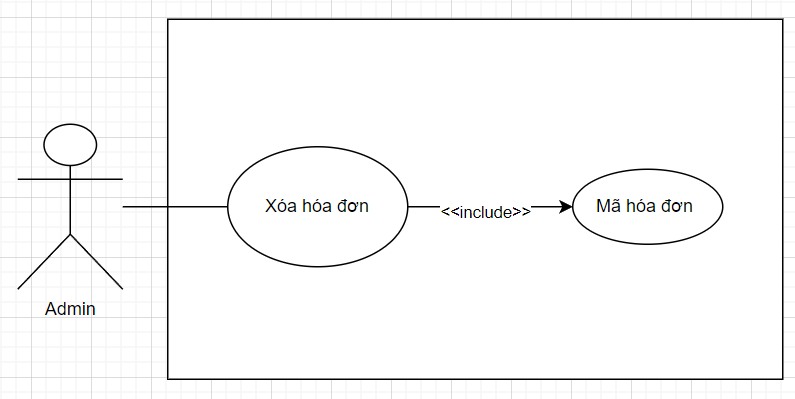 Xóa hóa đơn
<<include>>
Mã hóa đơn
Admin